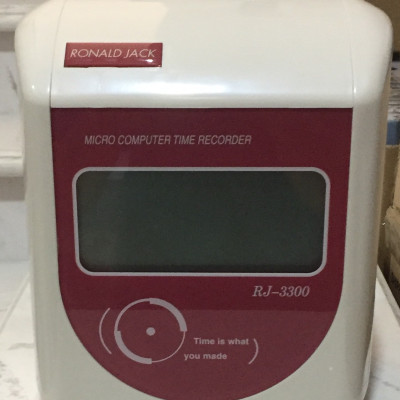 RONALD JACK
MICRO COMPUTER TIME RECORDER
RJ-3300
Time is what
you made